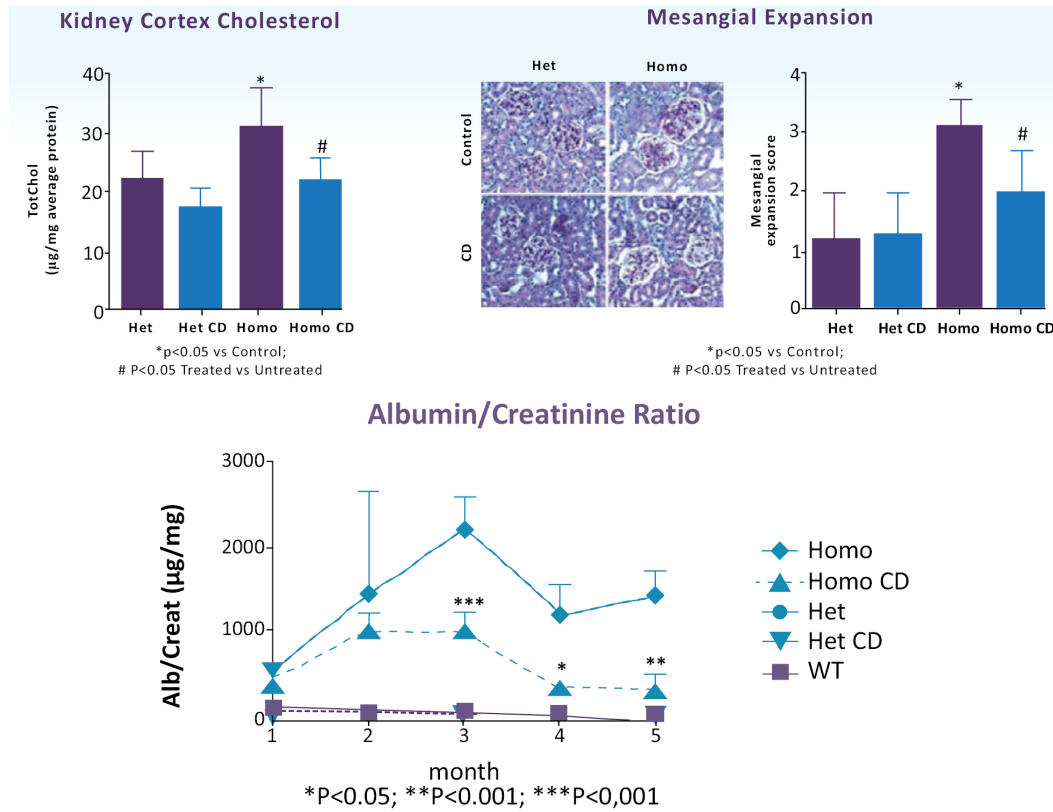 Kidney Cortex Cholesterol
TotChol
(µg/mg average protein)
40
30
20
10
0
*
#
Het
Het CD
Homo
Homo CD
*p<0.05 vs Control;
# P<0.05 Treated vs Untreated
Mesangial Expansion
Het
Homo
Control
CD
Mesangial
expansion score
4
3
2
1
0
*
#
Het
Het CD
Homo
Homo CD
*p<0.05 vs Control;
# P<0.05 Treated vs Untreated
Albumin/Creatinine Ratio
Alb/Creat (µg/mg)
3000
2000
1000
0
***
*
**
1 2 3 4 5
month
*P<0.05; **P<0.001; ***P<0,001
Homo
Homo CD
Het
Het CD
WT